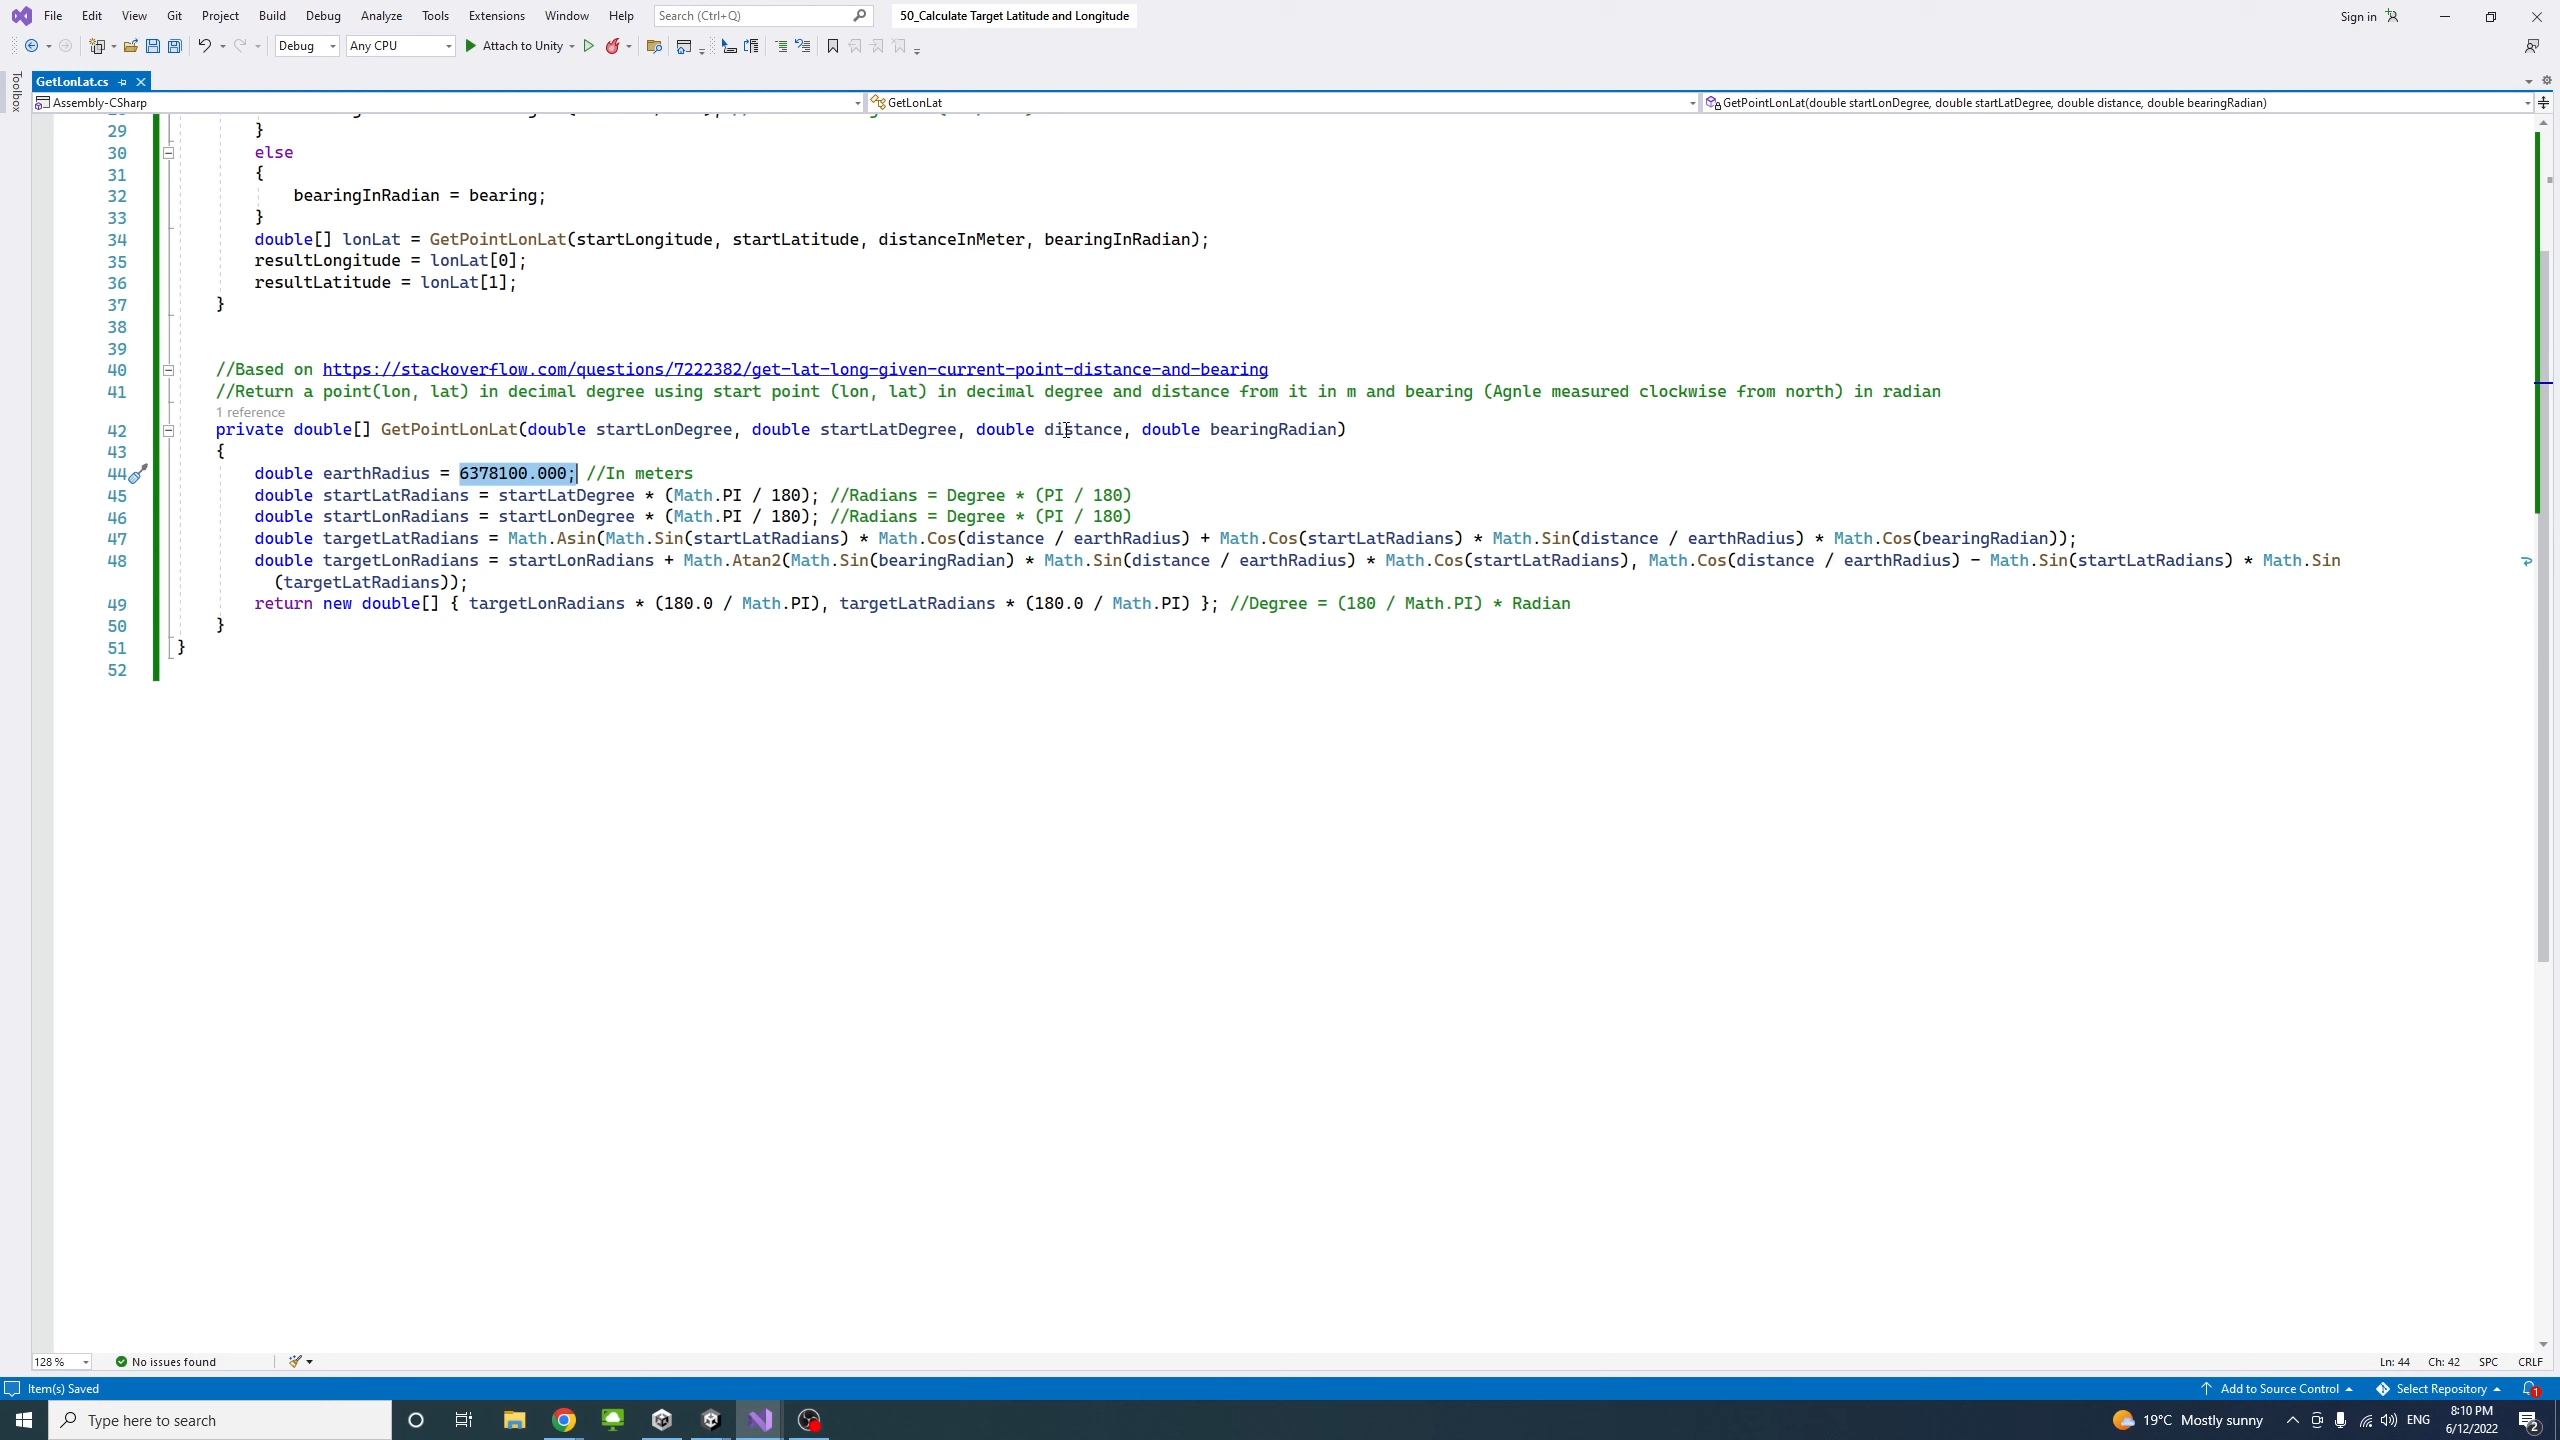 File Edit View Git Project Build Debug Analyze Tools Extensions Window Help Search (Ctrl+Q) 50_Calculate Target Latitude and Longitude Sign in
Debug Any CPU Attach to Unity
Toolbox
GetLonLat.cs
Assembly-CSharp GetLonLat GetPointLonLat(double startLonDegree, double startLatDegree, double distance, double bearingRadian)
29 }
30 else
31 {
32 bearingInRadian = bearing;
33 }
34 double[] lonLat = GetPointLonLat(startLongitude, startLatitude, distanceInMeter, bearingInRadian);
35 resultLongitude = lonLat[0];
36 resultLatitude = lonLat[1];
37 }
38
39
40 //Based on https://stackoverflow.com/questions/7222382/get-lat-long-given-current-point-distance-and-bearing
41 //Return a point(lon, lat) in decimal degree using start point (lon, lat) in decimal degree and distance from it in m and bearing (Agnle measured clockwise from north) in radian
1 reference
42 private double[] GetPointLonLat(double startLonDegree, double startLatDegree, double distance, double bearingRadian)
43 {
44 double earthRadius = 6378100.000; //In meters
45 double startLatRadians = startLatDegree * (Math.PI / 180); //Radians = Degree * (PI / 180)
46 double startLonRadians = startLonDegree * (Math.PI / 180); //Radians = Degree * (PI / 180)
47 double targetLatRadians = Math.Asin(Math.Sin(startLatRadians) * Math.Cos(distance / earthRadius) + Math.Cos(startLatRadians) * Math.Sin(distance / earthRadius) * Math.Cos(bearingRadian));
48 double targetLonRadians = startLonRadians + Math.Atan2(Math.Sin(bearingRadian) * Math.Sin(distance / earthRadius) * Math.Cos(startLatRadians), Math.Cos(distance / earthRadius) - Math.Sin(startLatRadians) * Math.Sin
(targetLatRadians));
49 return new double[] { targetLonRadians * (180.0 / Math.PI), targetLatRadians * (180.0 / Math.PI) }; //Degree = (180 / Math.PI) * Radian
50 }
51 }
52
128 % No issues found Ln: 44 Ch: 42 SPC CRLF
Item(s) Saved Add to Source Control Select Repository 1
Type here to search 19°C Mostly sunny ENG 8:10 PM
6/12/2022 2